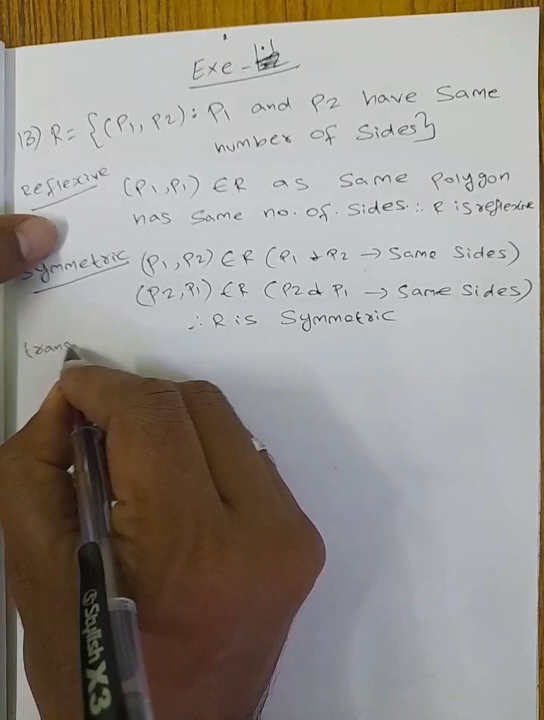 Exe -
13) R = {(P1, P2) : P1 and P2 have same
number of sides}
Reflexive (P1, P1) ∈ R as same polygon
has same no. of. sides. ∴ R is reflexive
Symmetric (P1, P2) ∈ R (P1 & P2 → same sides)
(P2, P1) ∈ R (P2 & P1 → same sides)
∴ R is symmetric
trans
Stylish X3